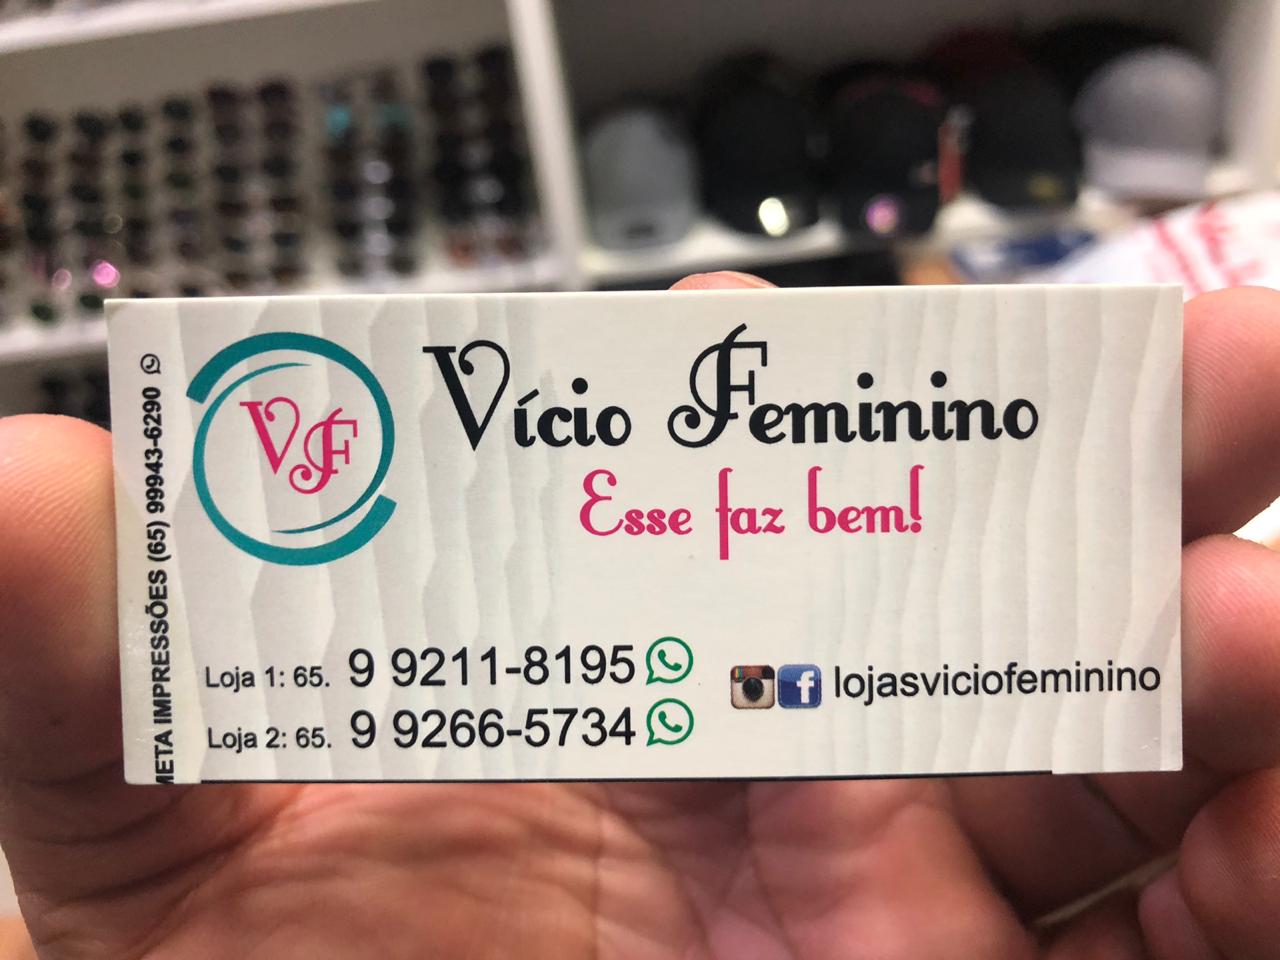 VF
Vício Feminino
Esse faz bem!
Loja 1: 65. 9 9211-8195
Loja 2: 65. 9 9266-5734
lojasviciofeminino
META IMPRESSÕES (65) 99943-6290